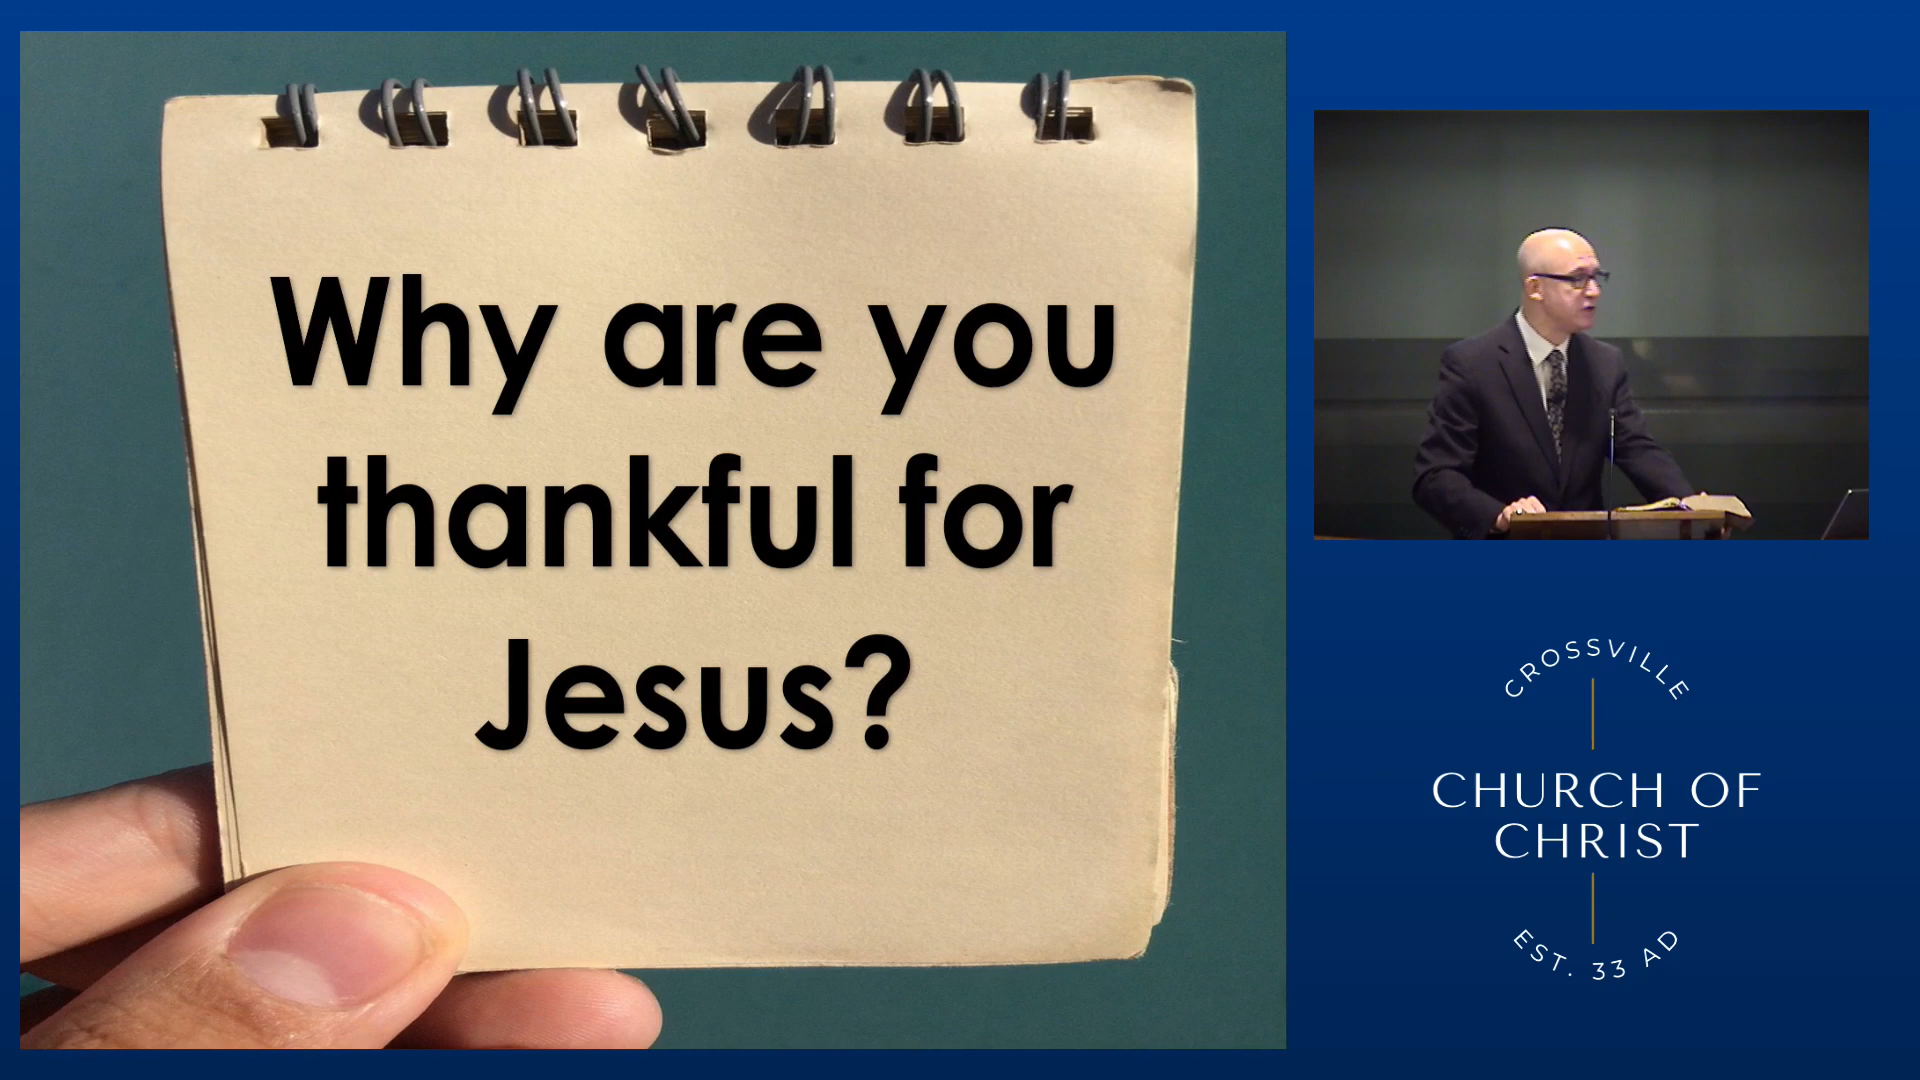 Why are you
thankful for
Jesus?
CROSSVILLE
CHURCH OF
CHRIST
EST. 33 AD